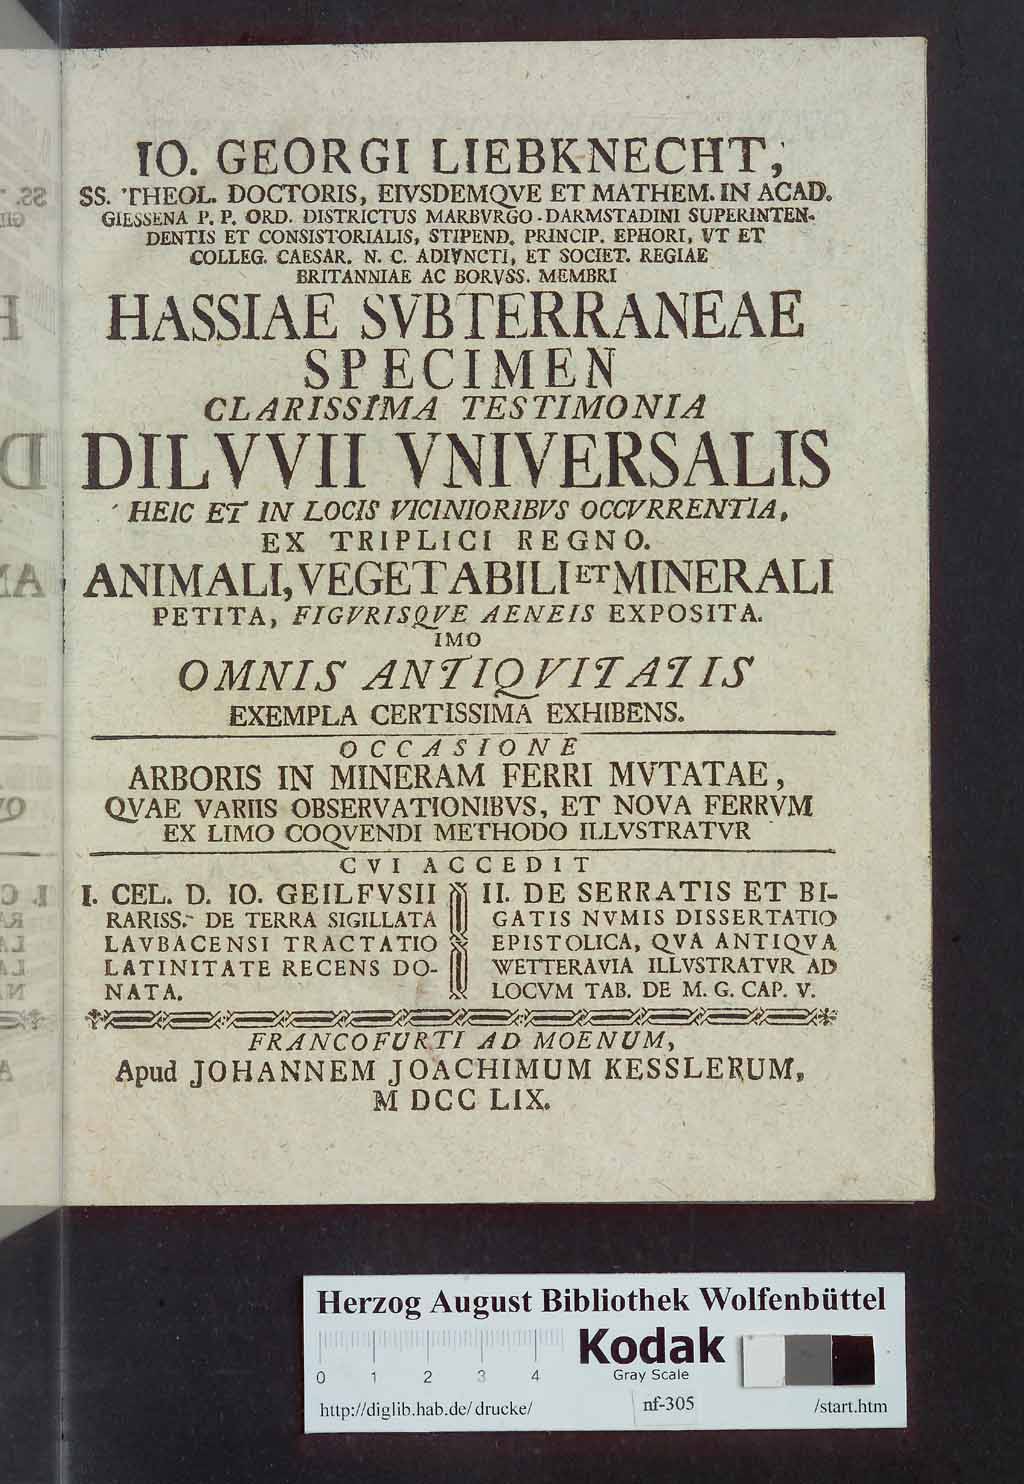 IO. GEORGI LIEBKNECHT,
SS. THEOL. DOCTORIS, EIVSDEMQVE ET MATHEM. IN ACAD.
GIESSENA P. P. ORD. DISTRICTUS MARBVRGO-DARMSTADINI SUPERINTEN-
DENTIS ET CONSISTORIALIS, STIPEND. PRINCIP. EPHORI, VT ET
COLLEG. CAESAR. N. C. ADIVNCTI, ET SOCIET. REGIAE
BRITANNIAE AC BORVSS. MEMBRI
HASSIAE SVBTERRANEAE
SPECIMEN
CLARISSIMA TESTIMONIA
DILVVII VNIVERSALIS
HEIC ET IN LOCIS VICINIORIBVS OCCVRRENTIA,
EX TRIPLICI REGNO.
ANIMALI, VEGETABILI ET MINERALI
PETITA, FIGVRISQVE AENEIS EXPOSITA.
IMO
OMNIS ANTIQVITATIS
EXEMPLA CERTISSIMA EXHIBENS.
OCCASIONE
ARBORIS IN MINERAM FERRI MVTATAE,
QVAE VARIIS OBSERVATIONIBVS, ET NOVA FERRVM
EX LIMO COQVENDI METHODO ILLVSTRATVR
CVI ACCEDIT
I. CEL. D. IO. GEILFVSII
RARISS. DE TERRA SIGILLATA
LAVBACENSI TRACTATIO
LATINITATE RECENS DO-
NATA.
II. DE SERRATIS ET BI-
GATIS NVMIS DISSERTATIO
EPISTOLICA, QVA ANTIQVA
WETTERAVIA ILLVSTRATVR AD
LOCVM TAB. DE M. G. CAP. V.
FRANCOFURTI AD MOENUM,
Apud JOHANNEM JOACHIMUM KESSLERUM,
M DCC LIX.
Herzog August Bibliothek Wolfenbüttel
Kodak
Gray Scale
0 1 2 3 4
http://diglib.hab.de/drucke/ nf-305 /start.htm